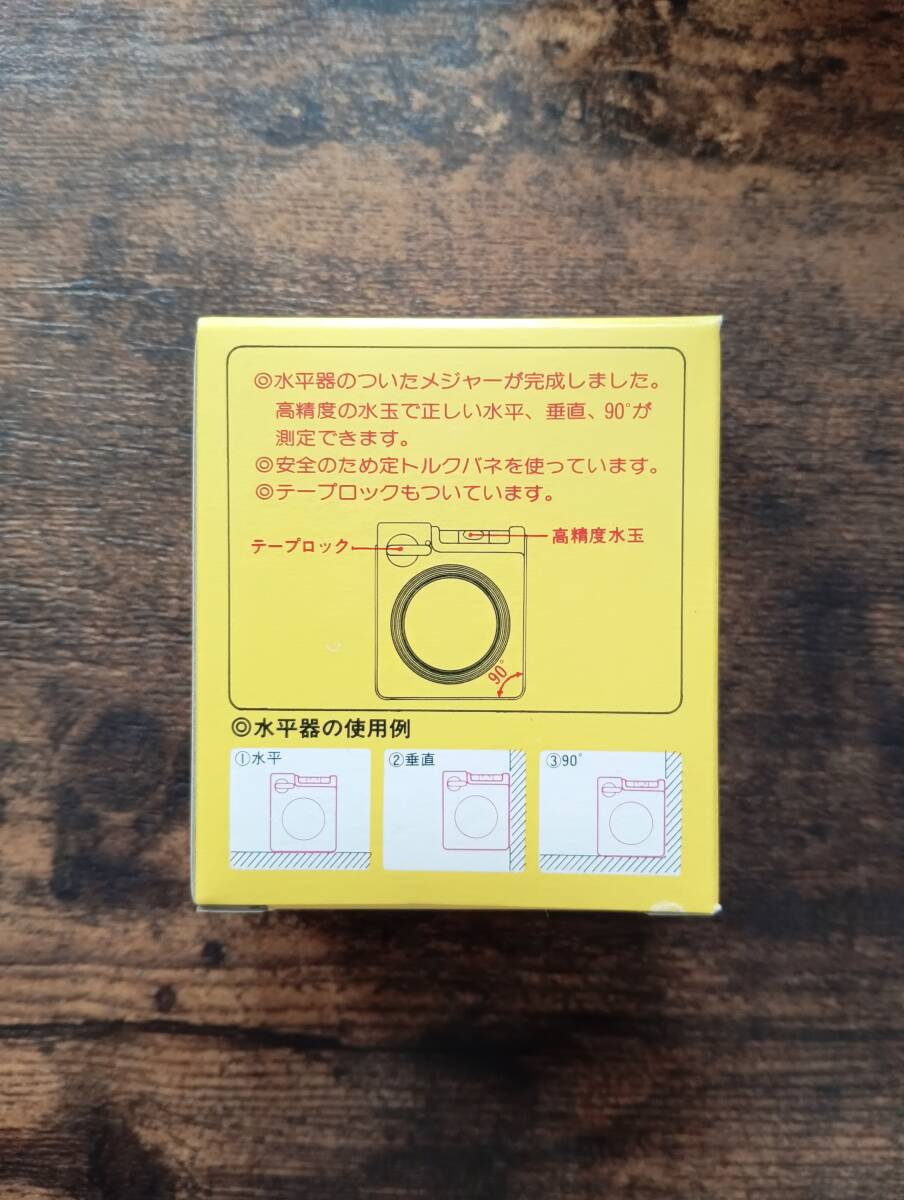 ◎水平器のついたメジャーが完成しました。
高精度の水玉で正しい水平、垂直、90°が
測定できます。
◎安全のため定トルクバネを使っています。
◎テープロックもついています。
テープロック
高精度水玉
90°
◎水平器の使用例
①水平
②垂直
③90°